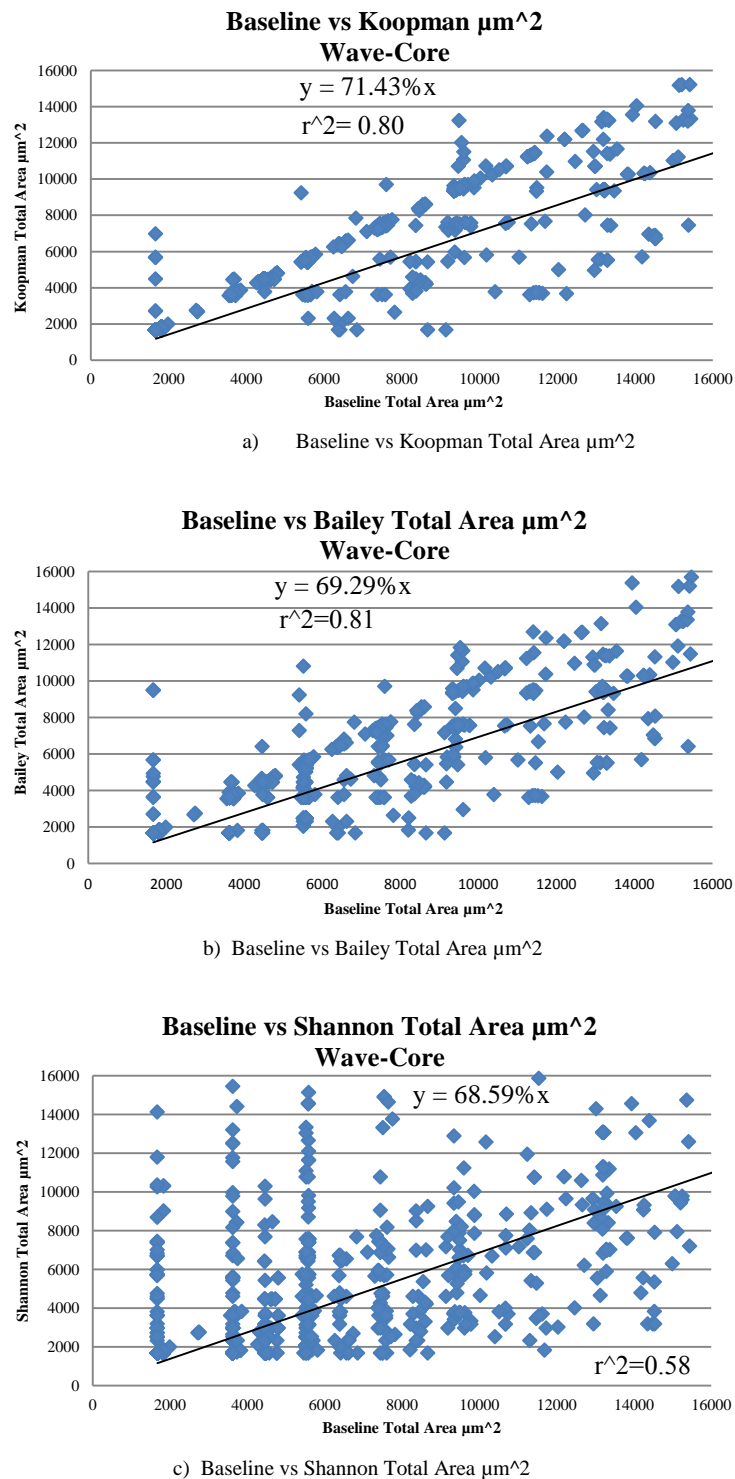 Baseline vs Koopman µm^2
Wave-Core
y = 71.43%x
r^2= 0.80
16000
14000
12000
10000
8000
6000
4000
2000
0
Koopman Total Area µm^2
0 2000 4000 6000 8000 10000 12000 14000 16000
Baseline Total Area µm^2
a) Baseline vs Koopman Total Area µm^2
Baseline vs Bailey Total Area µm^2
Wave-Core
y = 69.29%x
r^2=0.81
16000
14000
12000
10000
8000
6000
4000
2000
0
Bailey Total Area µm^2
0 2000 4000 6000 8000 10000 12000 14000 16000
Baseline Total Area µm^2
b) Baseline vs Bailey Total Area µm^2
Baseline vs Shannon Total Area µm^2
Wave-Core
y = 68.59%x
16000
14000
12000
10000
8000
6000
4000
2000
0
Shannon Total Area µm^2
r^2=0.58
0 2000 4000 6000 8000 10000 12000 14000 16000
Baseline Total Area µm^2
c) Baseline vs Shannon Total Area µm^2